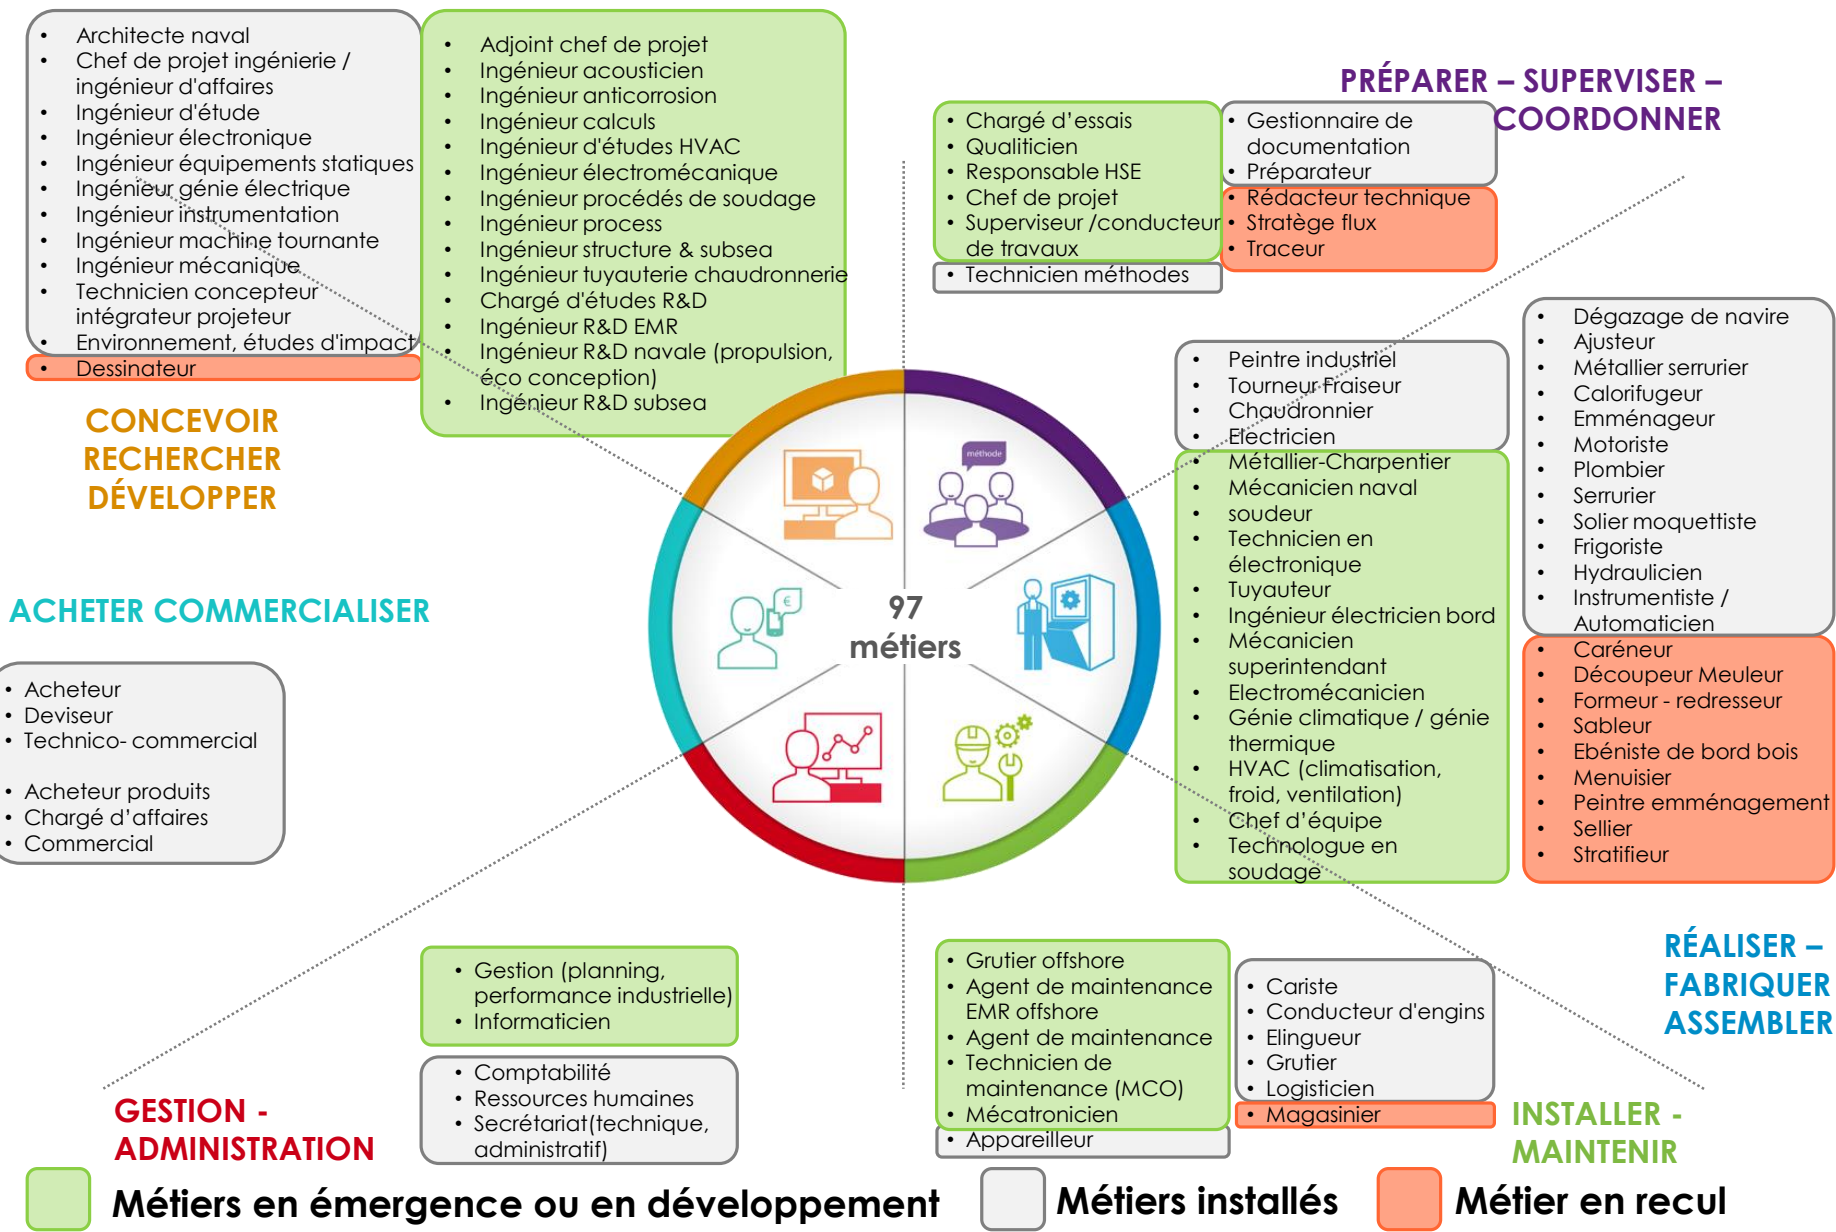 Architecte naval
Chef de projet ingénierie /
ingénieur d'affaires
Ingénieur d'étude
Ingénieur électronique
Ingénieur équipements statiques
Ingénieur génie électrique
Ingénieur instrumentation
Ingénieur machine tournante
Ingénieur mécanique
Technicien concepteur
intégrateur projeteur
Environnement, études d'impact
Dessinateur
Adjoint chef de projet
Ingénieur acousticien
Ingénieur anticorrosion
Ingénieur calculs
Ingénieur d'études HVAC
Ingénieur électromécanique
Ingénieur procédés de soudage
Ingénieur process
Ingénieur structure & subsea
Ingénieur tuyauterie chaudronnerie
Chargé d'études R&D
Ingénieur R&D EMR
Ingénieur R&D navale (propulsion,
éco conception)
Ingénieur R&D subsea
CONCEVOIR
RECHERCHER
DÉVELOPPER
PRÉPARER – SUPERVISER –
COORDONNER
Chargé d'essais
Qualiticien
Responsable HSE
Chef de projet
Superviseur /conducteur
de travaux
Technicien méthodes
Gestionnaire de
documentation
Préparateur
Rédacteur technique
Stratège flux
Traceur
Peintre industriel
Tourneur Fraiseur
Chaudronnier
Electricien
Métallier-Charpentier
Mécanicien naval
soudeur
Technicien en
électronique
Tuyauteur
Ingénieur électricien bord
Mécanicien
superintendant
Electromécanicien
Génie climatique / génie
thermique
HVAC (climatisation,
froid, ventilation)
Chef d'équipe
Technologue en
soudage
Dégazage de navire
Ajusteur
Métallier serrurier
Calorifugeur
Emménageur
Motoriste
Plombier
Serrurier
Solier moquettiste
Frigoriste
Hydraulicien
Instrumentiste /
Automaticien
Caréneur
Découpeur Meuleur
Formeur - redresseur
Sableur
Ebéniste de bord bois
Menuisier
Peintre emménagement
Sellier
Stratifieur
RÉALISER –
FABRIQUER
ASSEMBLER
méthode
€
97
métiers
ACHETER COMMERCIALISER
Acheteur
Deviseur
Technico- commercial
Acheteur produits
Chargé d'affaires
Commercial
Gestion (planning,
performance industrielle)
Informaticien
Comptabilité
Ressources humaines
Secrétariat(technique,
administratif)
GESTION -
ADMINISTRATION
Grutier offshore
Agent de maintenance
EMR offshore
Agent de maintenance
Technicien de
maintenance (MCO)
Mécatronicien
Appareilleur
Cariste
Conducteur d'engins
Elingueur
Grutier
Logisticien
Magasinier
INSTALLER -
MAINTENIR
Métiers en émergence ou en développement
Métiers installés
Métier en recul